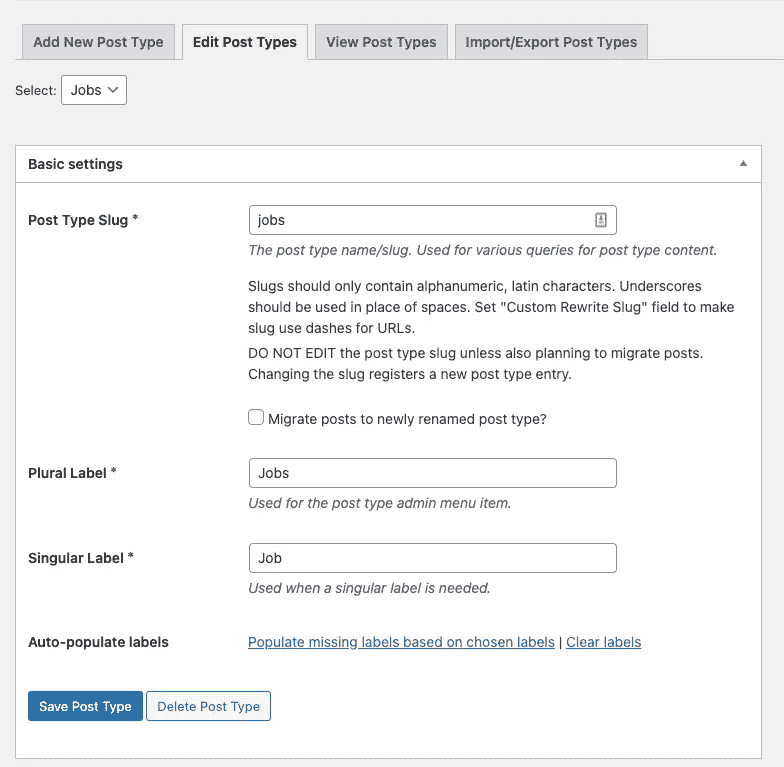 Add New Post Type
Edit Post Types
View Post Types
Import/Export Post Types
Select: Jobs
Basic settings
Post Type Slug *
jobs
The post type name/slug. Used for various queries for post type content.
Slugs should only contain alphanumeric, latin characters. Underscores
should be used in place of spaces. Set "Custom Rewrite Slug" field to make
slug use dashes for URLs.
DO NOT EDIT the post type slug unless also planning to migrate posts.
Changing the slug registers a new post type entry.
Migrate posts to newly renamed post type?
Plural Label *
Jobs
Used for the post type admin menu item.
Singular Label *
Job
Used when a singular label is needed.
Auto-populate labels
Populate missing labels based on chosen labels | Clear labels
Save Post Type
Delete Post Type